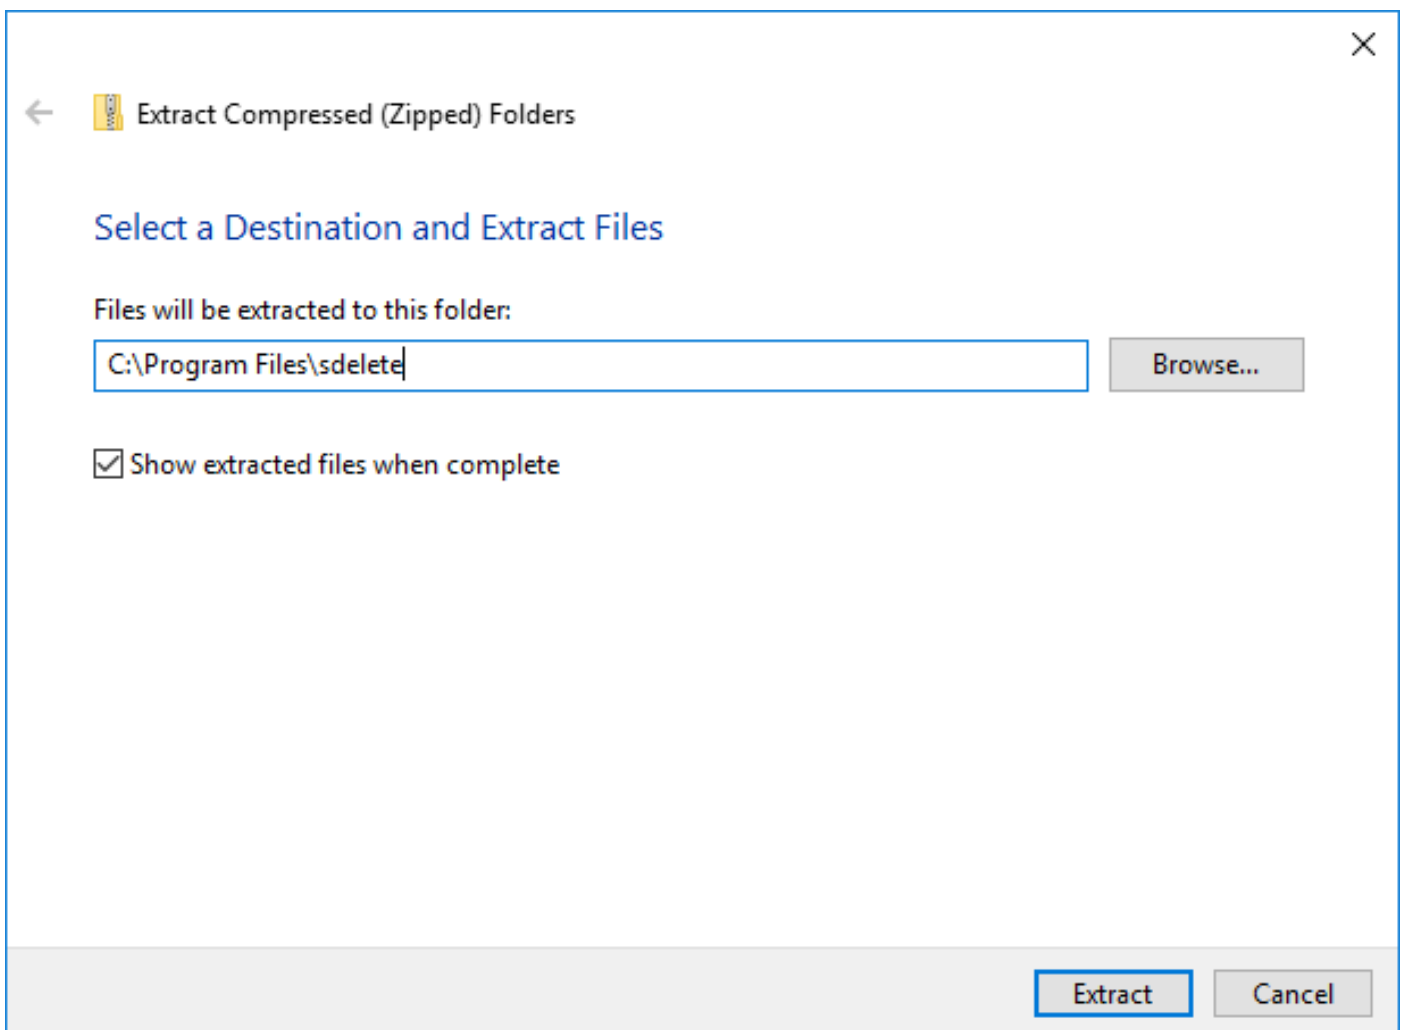 Extract Compressed (Zipped) Folders
Select a Destination and Extract Files
Files will be extracted to this folder:
C:\Program Files\sdelete
Browse...
Show extracted files when complete
Extract
Cancel